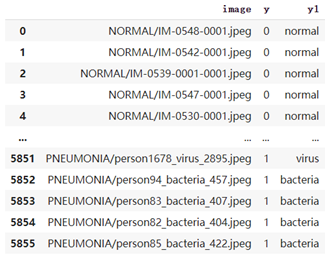 image y y1
0 NORMAL/IM-0548-0001.jpeg 0 normal
1 NORMAL/IM-0542-0001.jpeg 0 normal
2 NORMAL/IM-0539-0001-0001.jpeg 0 normal
3 NORMAL/IM-0547-0001.jpeg 0 normal
4 NORMAL/IM-0530-0001.jpeg 0 normal
... ... ... ...
5851 PNEUMONIA/person1678_virus_2895.jpeg 1 virus
5852 PNEUMONIA/person94_bacteria_457.jpeg 1 bacteria
5853 PNEUMONIA/person83_bacteria_407.jpeg 1 bacteria
5854 PNEUMONIA/person82_bacteria_404.jpeg 1 bacteria
5855 PNEUMONIA/person85_bacteria_422.jpeg 1 bacteria